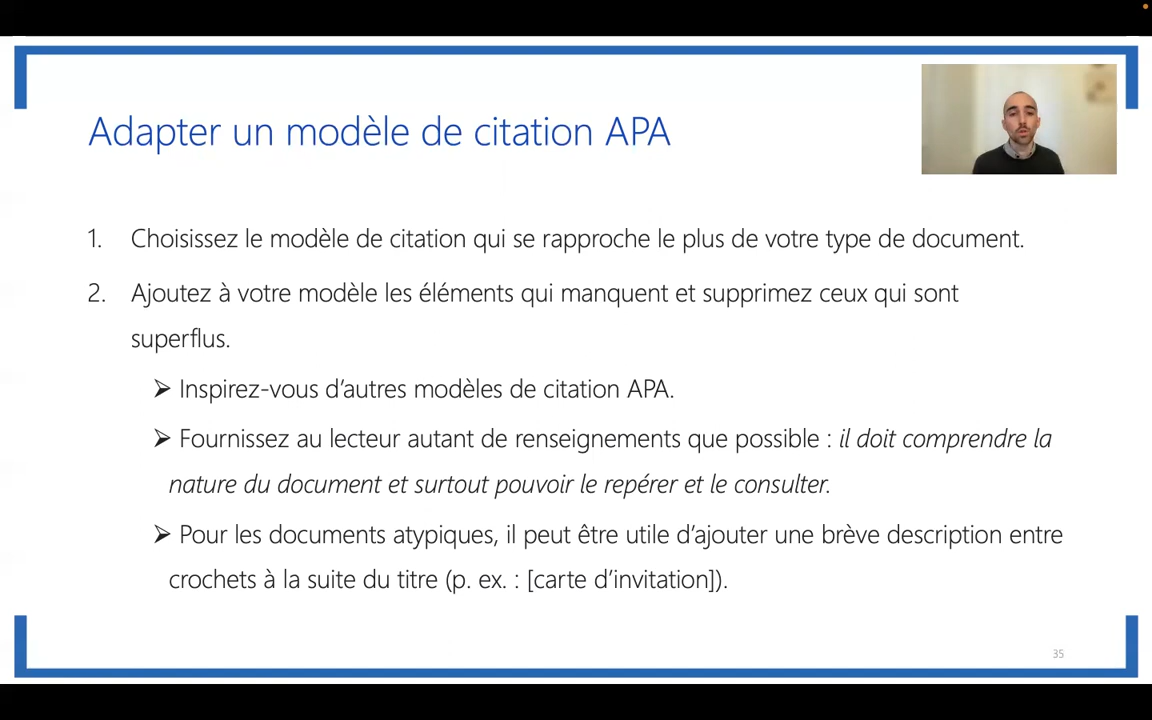 Adapter un modèle de citation APA
1. Choisissez le modèle de citation qui se rapproche le plus de votre type de document.
2. Ajoutez à votre modèle les éléments qui manquent et supprimez ceux qui sont
superflus.
➢ Inspirez-vous d’autres modèles de citation APA.
➢ Fournissez au lecteur autant de renseignements que possible : il doit comprendre la
nature du document et surtout pouvoir le repérer et le consulter.
➢ Pour les documents atypiques, il peut être utile d’ajouter une brève description entre
crochets à la suite du titre (p. ex. : [carte d’invitation]).
35